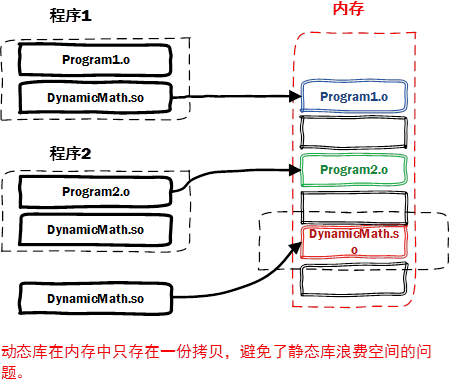 程序1
内存
Program1.o
DynamicMath.so
Program1.o
程序2
Program2.o
Program2.o
DynamicMath.so
DynamicMath.s
o
DynamicMath.so
动态库在内存中只存在一份拷贝，避免了静态库浪费空间的问
题。